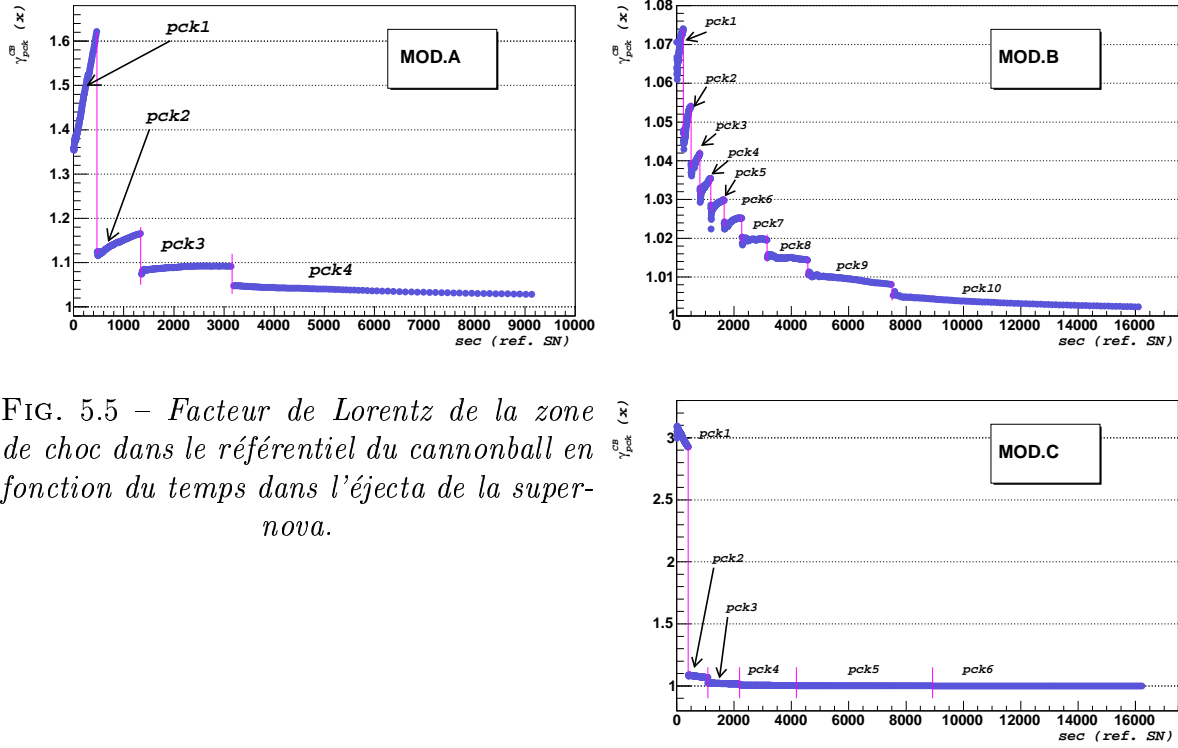 γ_pck^CB (x)
1.6
1.5
1.4
1.3
1.2
1.1
1
pck1
pck2
pck3
pck4
MOD.A
0 1000 2000 3000 4000 5000 6000 7000 8000 9000 10000
sec (ref. SN)
γ_pck^CB (x)
1.08
1.07
1.06
1.05
1.04
1.03
1.02
1.01
1
pck1
pck2
pck3
pck4
pck5
pck6
pck7
pck8
pck9
pck10
MOD.B
0 2000 4000 6000 8000 10000 12000 14000 16000
sec (ref. SN)
FIG. 5.5 – Facteur de Lorentz de la zone
de choc dans le référentiel du cannonball en
fonction du temps dans l'éjecta de la super-
nova.
γ_pck^CB (x)
3
2.5
2
1.5
1
pck1
pck2
pck3
pck4
pck5
pck6
MOD.C
0 2000 4000 6000 8000 10000 12000 14000 16000
sec (ref. SN)